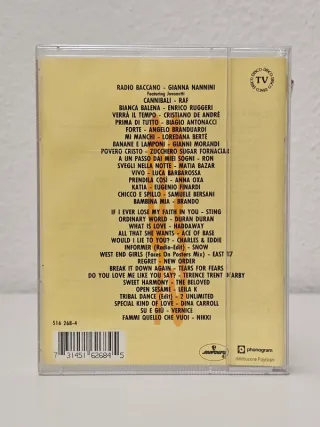 RADIO BACCANO - GIANNA NANNINI
Featuring Jovanotti
CANNIBALI - RAF
BIANCA BALENA - ENRICO RUGGERI
VERRÀ IL TEMPO - CRISTIANO DE ANDRÉ
PRIMA DI TUTTO - BIAGIO ANTONACCI
FORTE - ANGELO BRANDUARDI
MI MANCHI - LOREDANA BERTÈ
BANANE E LAMPONI - GIANNI MORANDI
POVERO CRISTO - ZUCCHERO SUGAR FORNACIARI
A UN PASSO DAI MIEI SOGNI - RON
SVEGLI NELLA NOTTE - MATIA BAZAR
VIVO - LUCA BARBAROSSA
PRENDILA COSÌ - ANNA OXA
KATIA - EUGENIO FINARDI
CHICCO E SPILLO - SAMUELE BERSANI
BAMBINA MIA - BRANDO
IF I EVER LOSE MY FAITH IN YOU - STING
ORDINARY WORLD - DURAN DURAN
WHAT IS LOVE - HADDAWAY
ALL THAT SHE WANTS - ACE OF BASE
WOULD I LIE TO YOU? - CHARLES & EDDIE
INFORMER (Radio-Edit) - SNOW
WEST END GIRLS (Faces On Posters Mix) - EAST 17
REGRET - NEW ORDER
BREAK IT DOWN AGAIN - TEARS FOR FEARS
DO YOU LOVE ME LIKE YOU SAY? - TERENCE TRENT D'ARBY
SWEET HARMONY - THE BELOVED
OPEN SESAME - LEILA K
TRIBAL DANCE (Edit) - 2 UNLIMITED
SPECIAL KIND OF LOVE - DINA CARROLL
SU E GIÙ - VERNICE
FAMMI QUELLO CHE VUOI - NIKKI
DISCO TV
516 268-4
7 31451 62684 5
mercury
phonogram